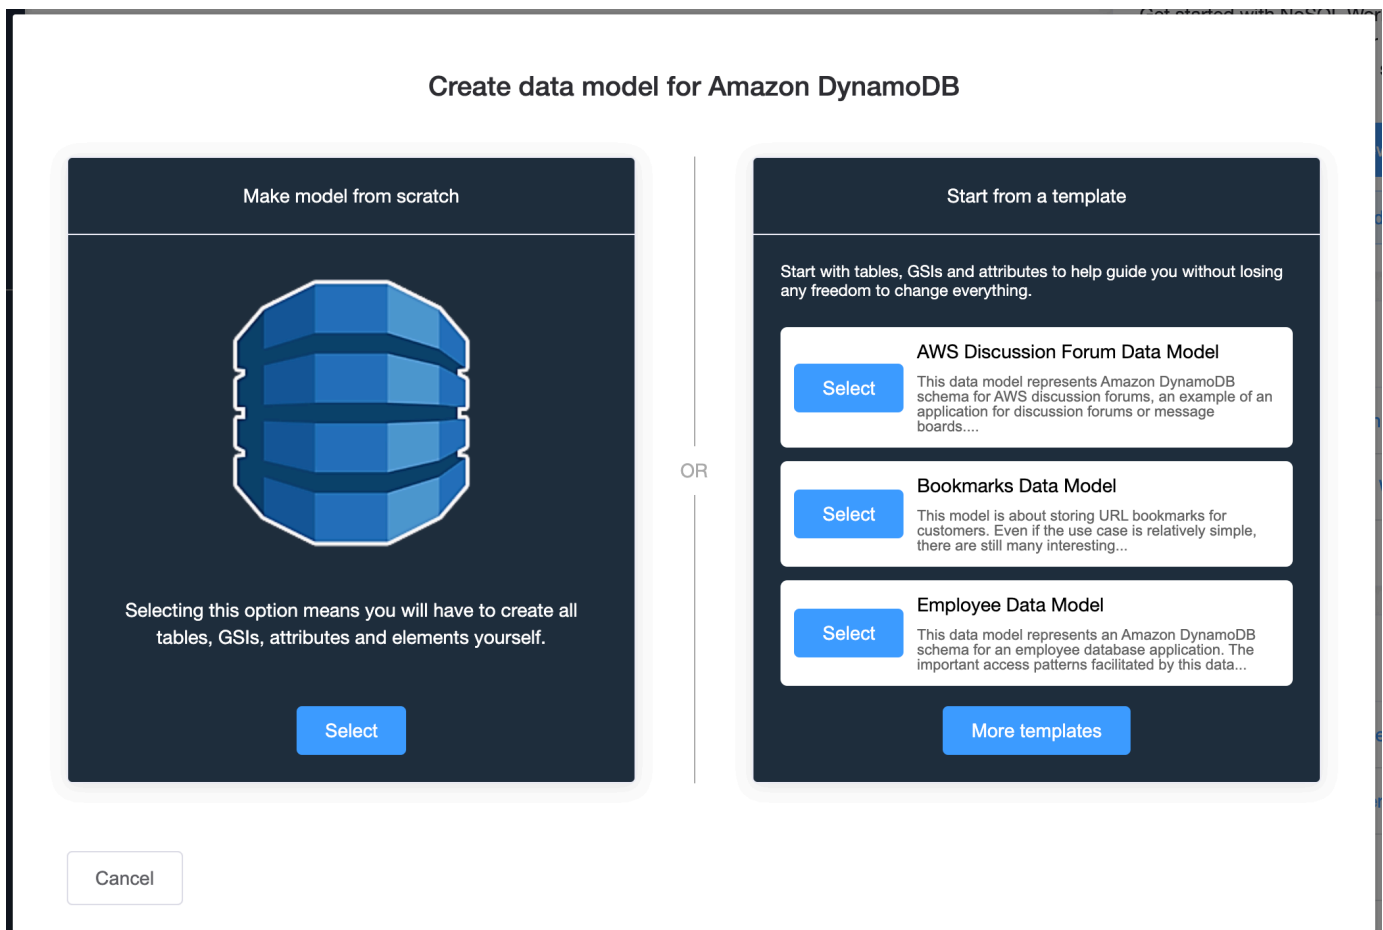 Create data model for Amazon DynamoDB
Make model from scratch
Selecting this option means you will have to create all
tables, GSIs, attributes and elements yourself.
Select
OR
Start from a template
Start with tables, GSIs and attributes to help guide you without losing
any freedom to change everything.
Select
AWS Discussion Forum Data Model
This data model represents Amazon DynamoDB
schema for AWS discussion forums, an example of an
application for discussion forums or message
boards....
Select
Bookmarks Data Model
This model is about storing URL bookmarks for
customers. Even if the use case is relatively simple,
there are still many interesting...
Select
Employee Data Model
This data model represents an Amazon DynamoDB
schema for an employee database application. The
important access patterns facilitated by this data...
More templates
Cancel